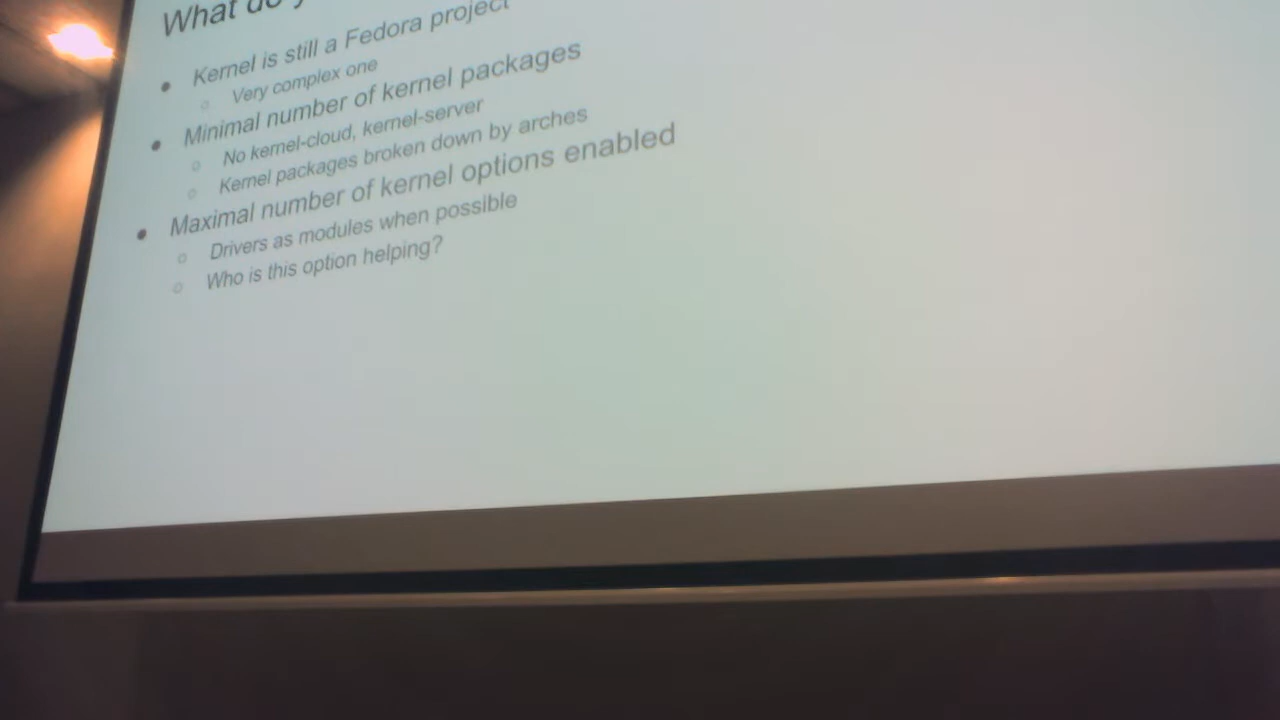 What do
Kernel is still a Fedora project
Very complex one
Minimal number of kernel packages
No kernel-cloud, kernel-server
Kernel packages broken down by arches
Maximal number of kernel options enabled
Drivers as modules when possible
Who is this option helping?